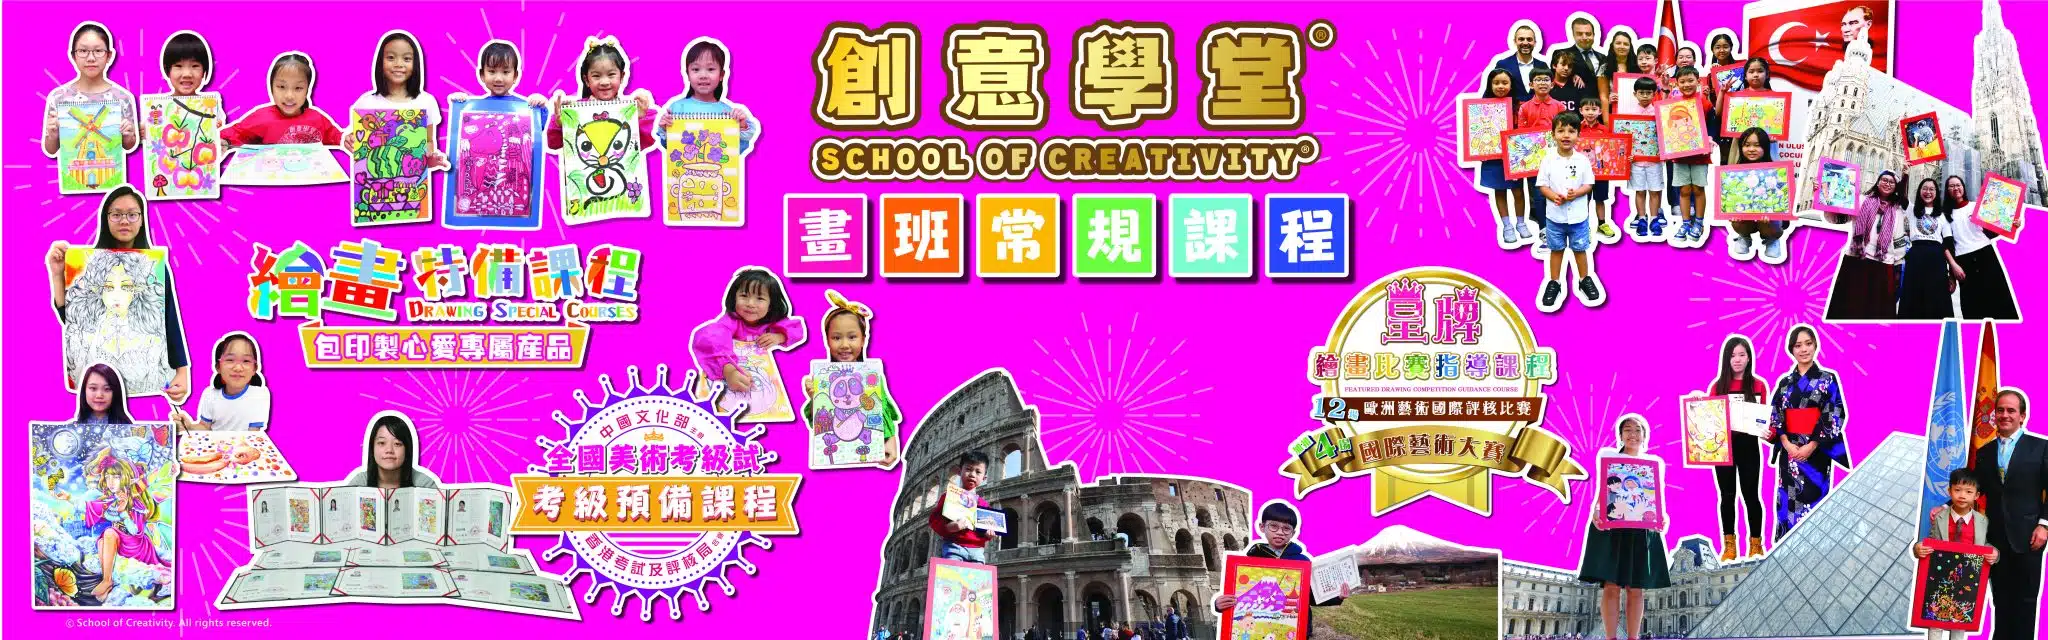 創意學堂®
SCHOOL OF CREATIVITY®
畫班常規課程
繪畫特備課程
DRAWING SPECIAL COURSES
包印製心愛專屬產品
中國文化部主辦
全國美術考級試
考級預備課程
香港考試及評核局
皇牌
繪畫比賽指導課程
FEATURED DRAWING COMPETITION GUIDANCE COURSE
12場歐洲藝術國際評核比賽
4
國際藝術大賽
N ULUS
ÇOCU
© School of Creativity. All rights reserved.